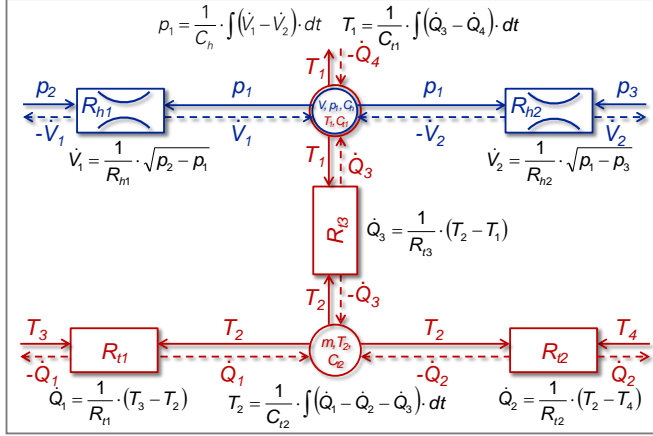 p₁ = 1/C_h · ∫(V̇₁ − V̇₂) · dt   T₁ = 1/C_t1 · ∫(Q̇₃ − Q̇₄) · dt
T₁ -Q̇₄
p₂ R_h1 p₁ V, p₁, C_h p₁ R_h2 p₃
T₁, C_t1
-V̇₁ V̇₁ -V̇₂ V̇₂
V̇₁ = 1/R_h1 · √(p₂ − p₁)   T₁ Q̇₃   V̇₂ = 1/R_h2 · √(p₁ − p₃)
R_t3 Q̇₃ = 1/R_t3 · (T₂ − T₁)
T₂ -Q̇₃
T₃ R_t1 T₂ m, T₂, T₂ R_t2 T₄
C_t2
-Q̇₁ Q̇₁ -Q̇₂ Q̇₂
Q̇₁ = 1/R_t1 · (T₃ − T₂)   T₂ = 1/C_t2 · ∫(Q̇₁ − Q̇₂ − Q̇₃) · dt   Q̇₂ = 1/R_t2 · (T₂ − T₄)